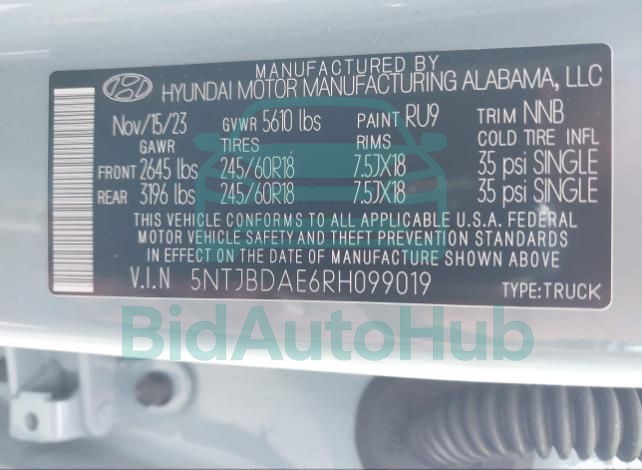 MANUFACTURED BY
HYUNDAI MOTOR MANUFACTURING ALABAMA, LLC
Nov/15/23 GVWR 5610 lbs PAINT RU9 TRIM NNB
GAWR TIRES RIMS COLD TIRE INFL
FRONT 2645 lbs 245/60R18 7.5JX18 35 psi SINGLE
REAR 3196 lbs 245/60R18 7.5JX18 35 psi SINGLE
THIS VEHICLE CONFORMS TO ALL APPLICABLE U.S.A. FEDERAL
MOTOR VEHICLE SAFETY AND THEFT PREVENTION STANDARDS
IN EFFECT ON THE DATE OF MANUFACTURE SHOWN ABOVE
V.I.N 5NTJBDAE6RH099019 TYPE:TRUCK
BidAutoHub